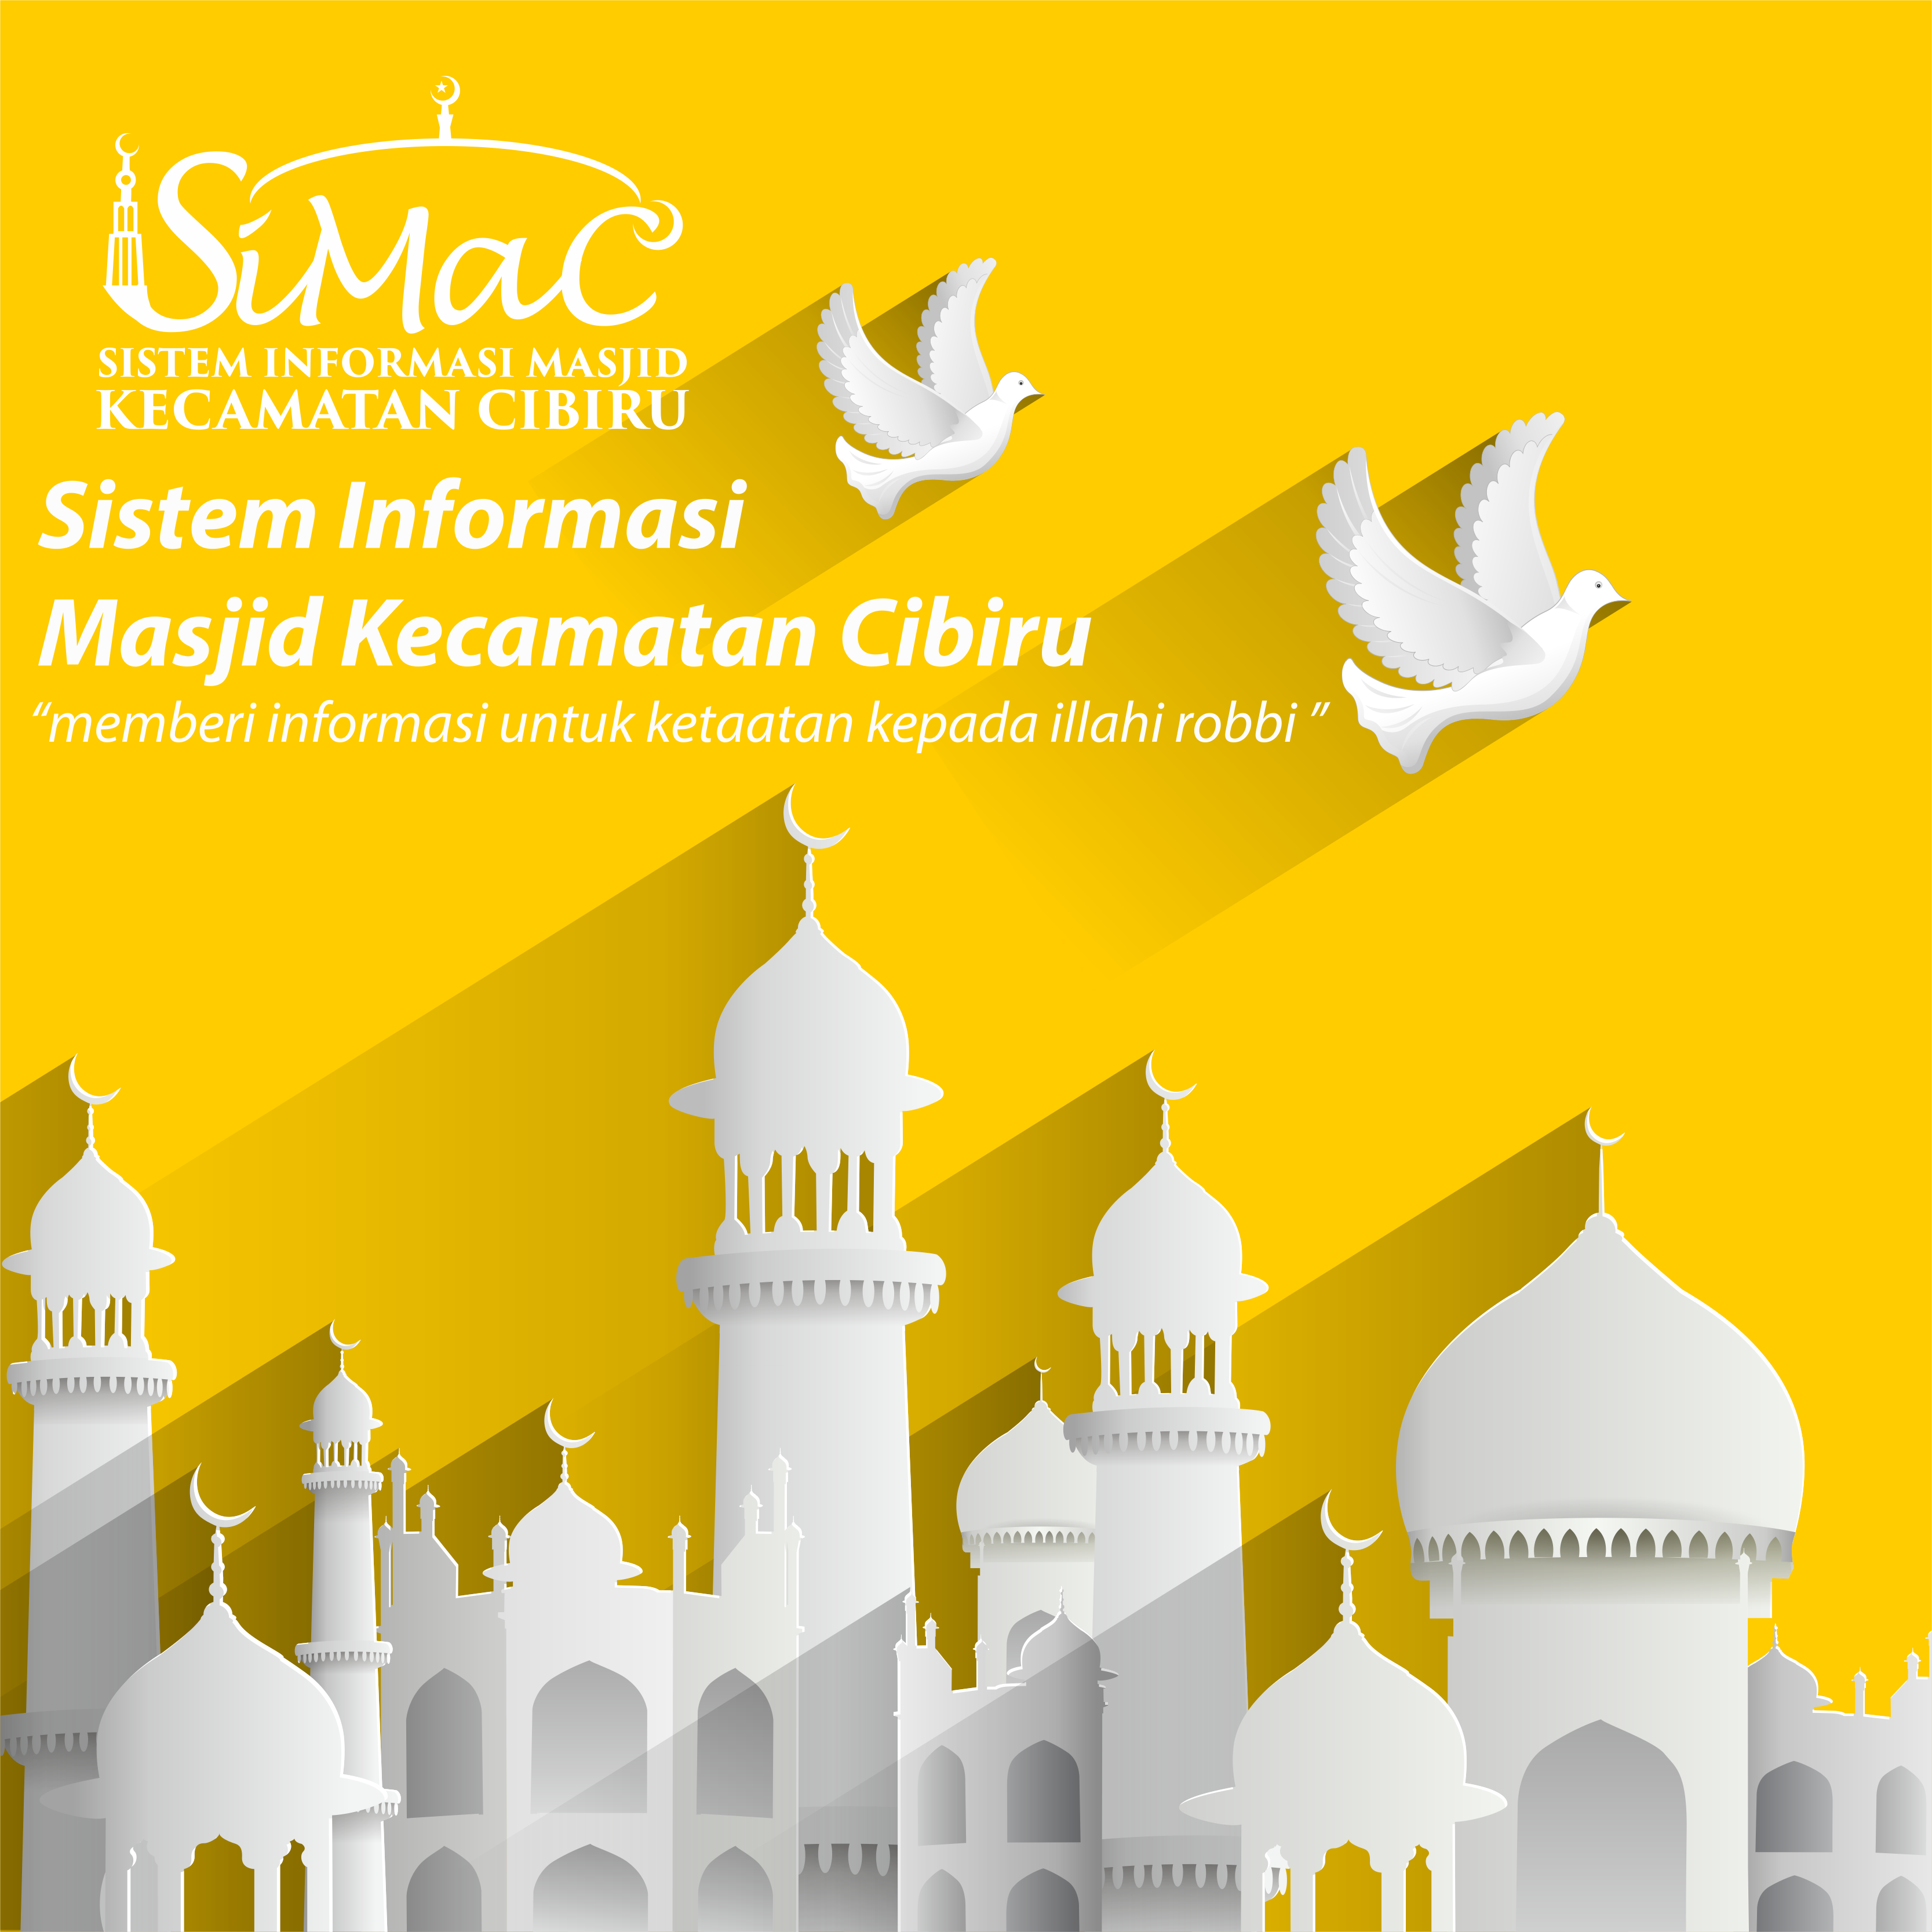 SiMaC
SISTEM INFORMASI MASJID
KECAMATAN CIBIRU
Sistem Informasi
Masjid Kecamatan Cibiru
“memberi informasi untuk ketaatan kepada illahi robbi ”